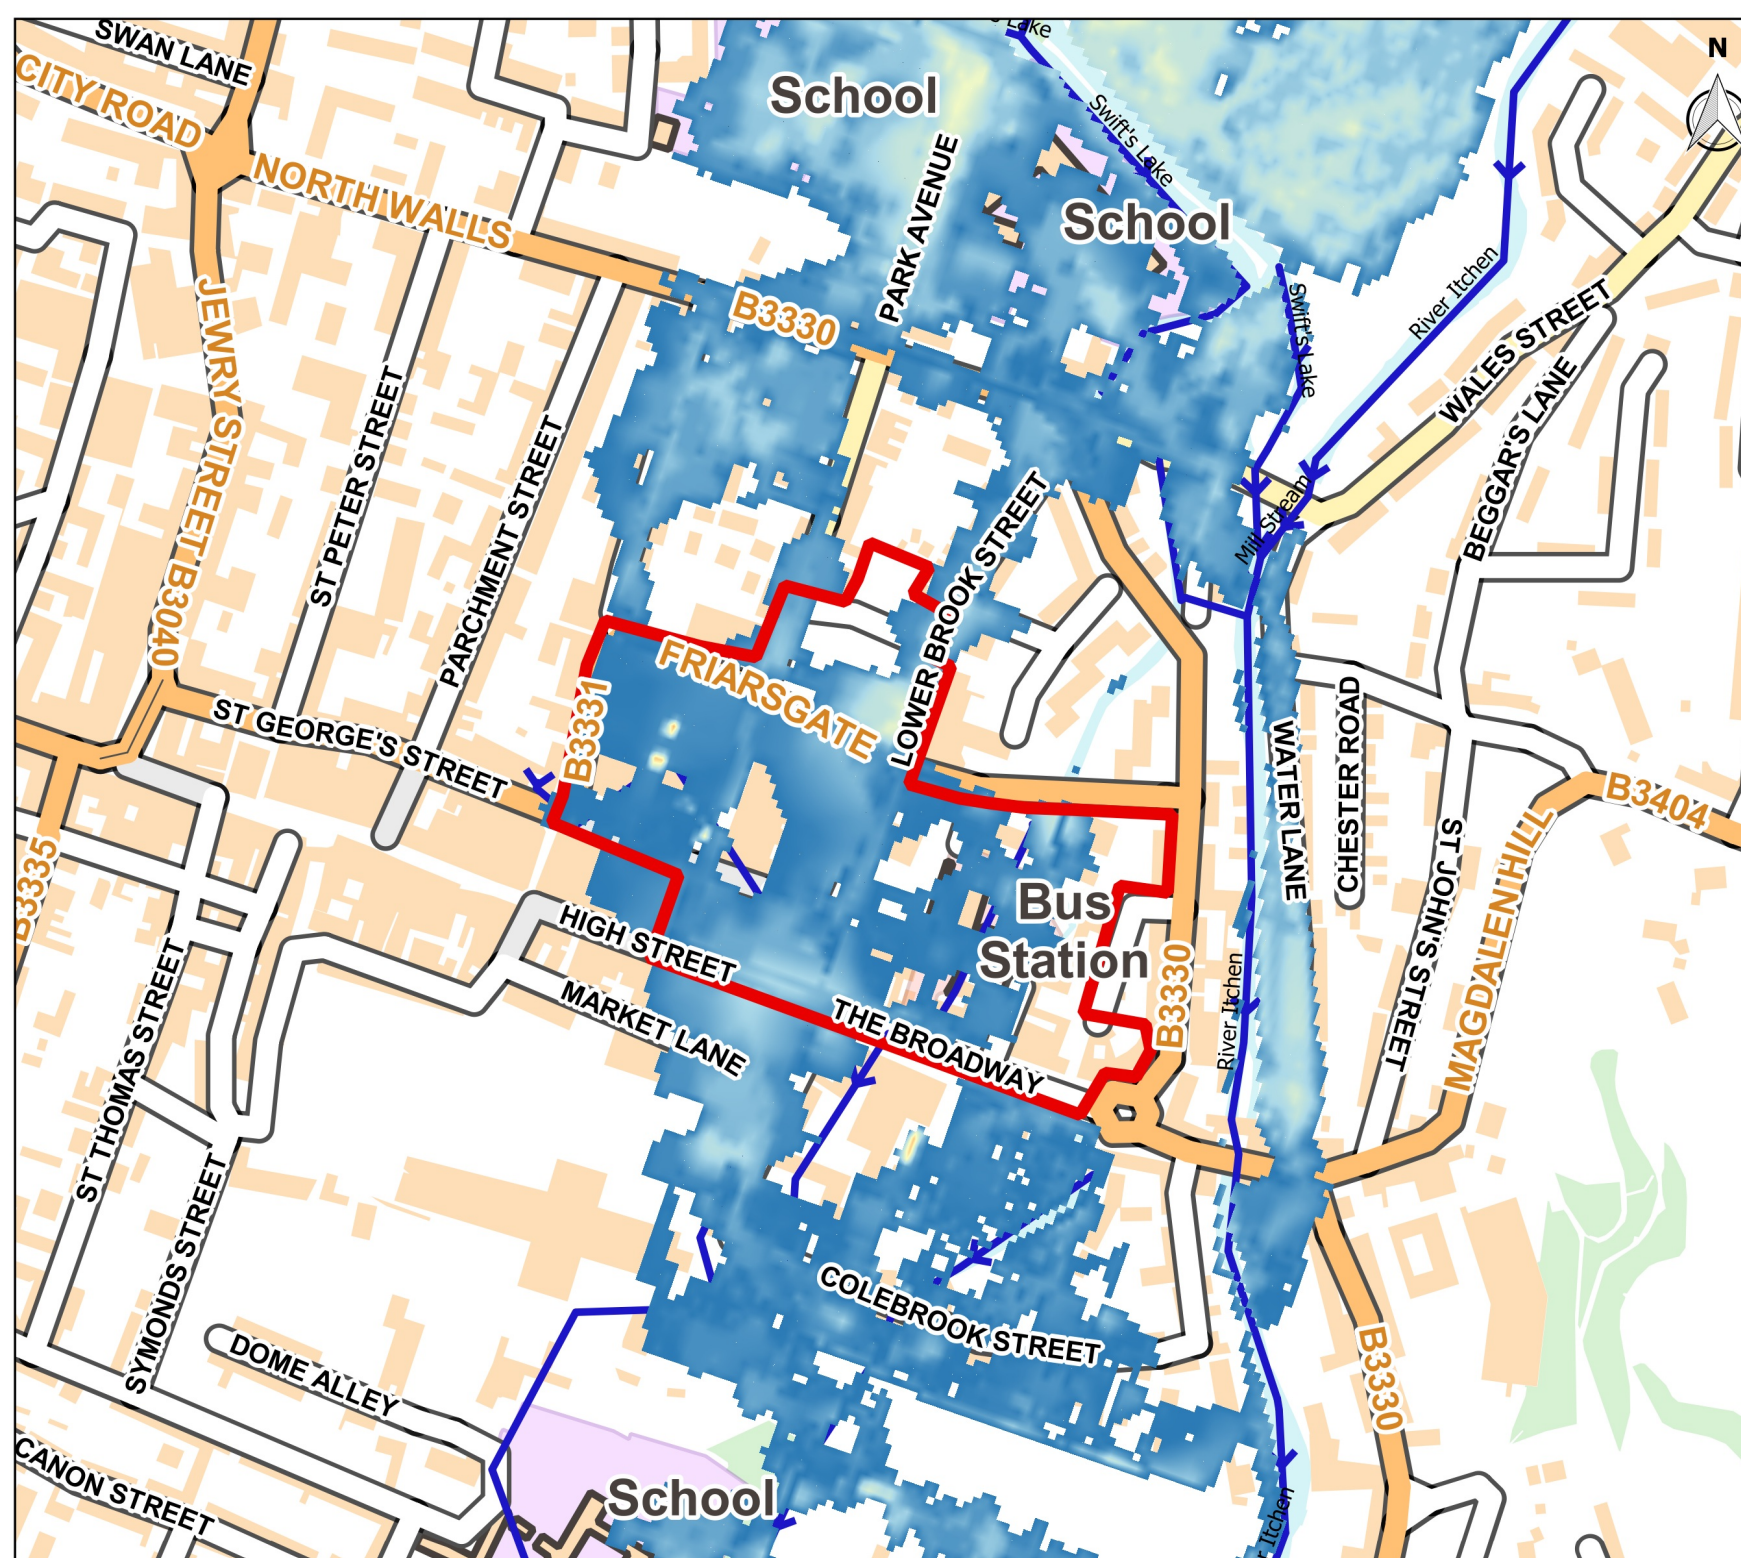 SWAN LANE
CITY ROAD
NORTH WALLS
School
PARK AVENUE
Lake
Swift's Lake
School
N
River Itchen
Swift's Lake
WALES STREET
BEGGAR'S LANE
B3330
JEWRY STREET B3040
ST PETER STREET
PARCHMENT STREET
LOWER BROOK STREET
Mill Stream
FRIARSGATE
B3331
ST GEORGE'S STREET
WATER LANE
CHESTER ROAD
B3404
ST JOHN'S STREET
MAGDALEN HILL
B3335
Bus
Station
HIGH STREET
MARKET LANE
THE BROADWAY
B3330
River Itchen
ST THOMAS STREET
SYMONDS STREET
COLEBROOK STREET
DOME ALLEY
B3330
CANON STREET
School
r Itchen